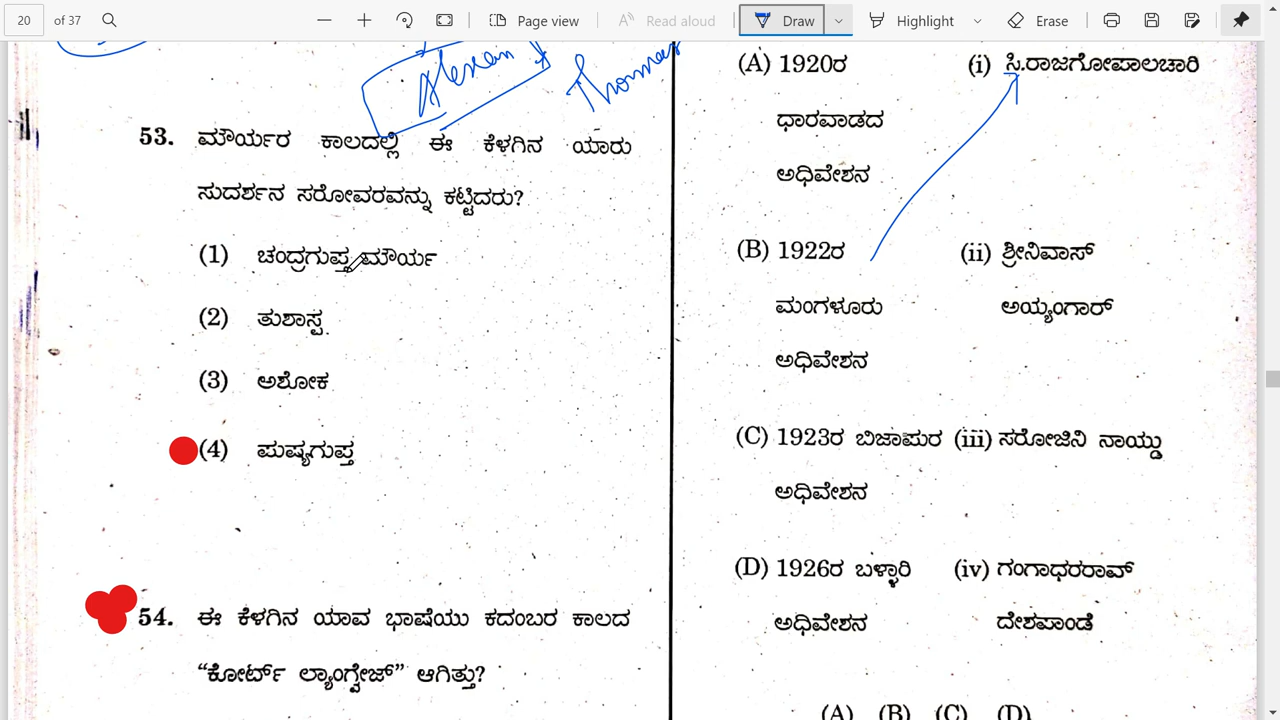 20 of 37
Page view
Read aloud
Draw
Highlight
Erase
Alexan
Thomas
53. ಮೌರ್ಯರ ಕಾಲದಲ್ಲಿ ಈ ಕೆಳಗಿನ ಯಾರು
ಸುದರ್ಶನ ಸರೋವರವನ್ನು ಕಟ್ಟಿದರು?
(1) ಚಂದ್ರಗುಪ್ತ ಮೌರ್ಯ
(2) ತುಶಾಸ್ಪ
(3) ಅಶೋಕ
(4) ಪುಷ್ಯಗುಪ್ತ
54. ಈ ಕೆಳಗಿನ ಯಾವ ಭಾಷೆಯು ಕದಂಬರ ಕಾಲದ
“ಕೋರ್ಟ್ ಲ್ಯಾಂಗ್ವೇಜ್” ಆಗಿತ್ತು?
(A) 1920ರ (i) ಸಿ.ರಾಜಗೋಪಾಲಚಾರಿ
ಧಾರವಾಡದ
ಅಧಿವೇಶನ
(B) 1922ರ (ii) ಶ್ರೀನಿವಾಸ್
ಮಂಗಳೂರು ಅಯ್ಯಂಗಾರ್
ಅಧಿವೇಶನ
(C) 1923ರ ಬಿಜಾಪುರ (iii) ಸರೋಜಿನಿ ನಾಯ್ಡು
ಅಧಿವೇಶನ
(D) 1926ರ ಬಳ್ಳಾರಿ (iv) ಗಂಗಾಧರರಾವ್
ಅಧಿವೇಶನ ದೇಶಪಾಂಡೆ
(A) (B) (C) (D)